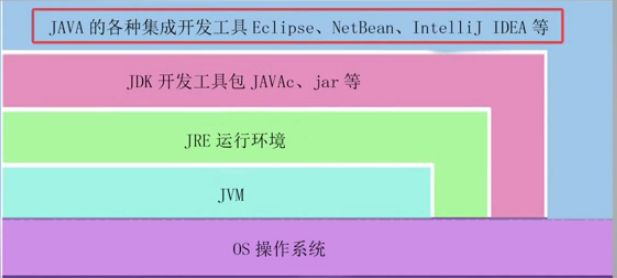 JAVA 的各种集成开发工具 Eclipse、NetBean、IntelliJ IDEA 等
JDK 开发工具包 JAVAc、jar 等
JRE 运行环境
JVM
OS 操作系统